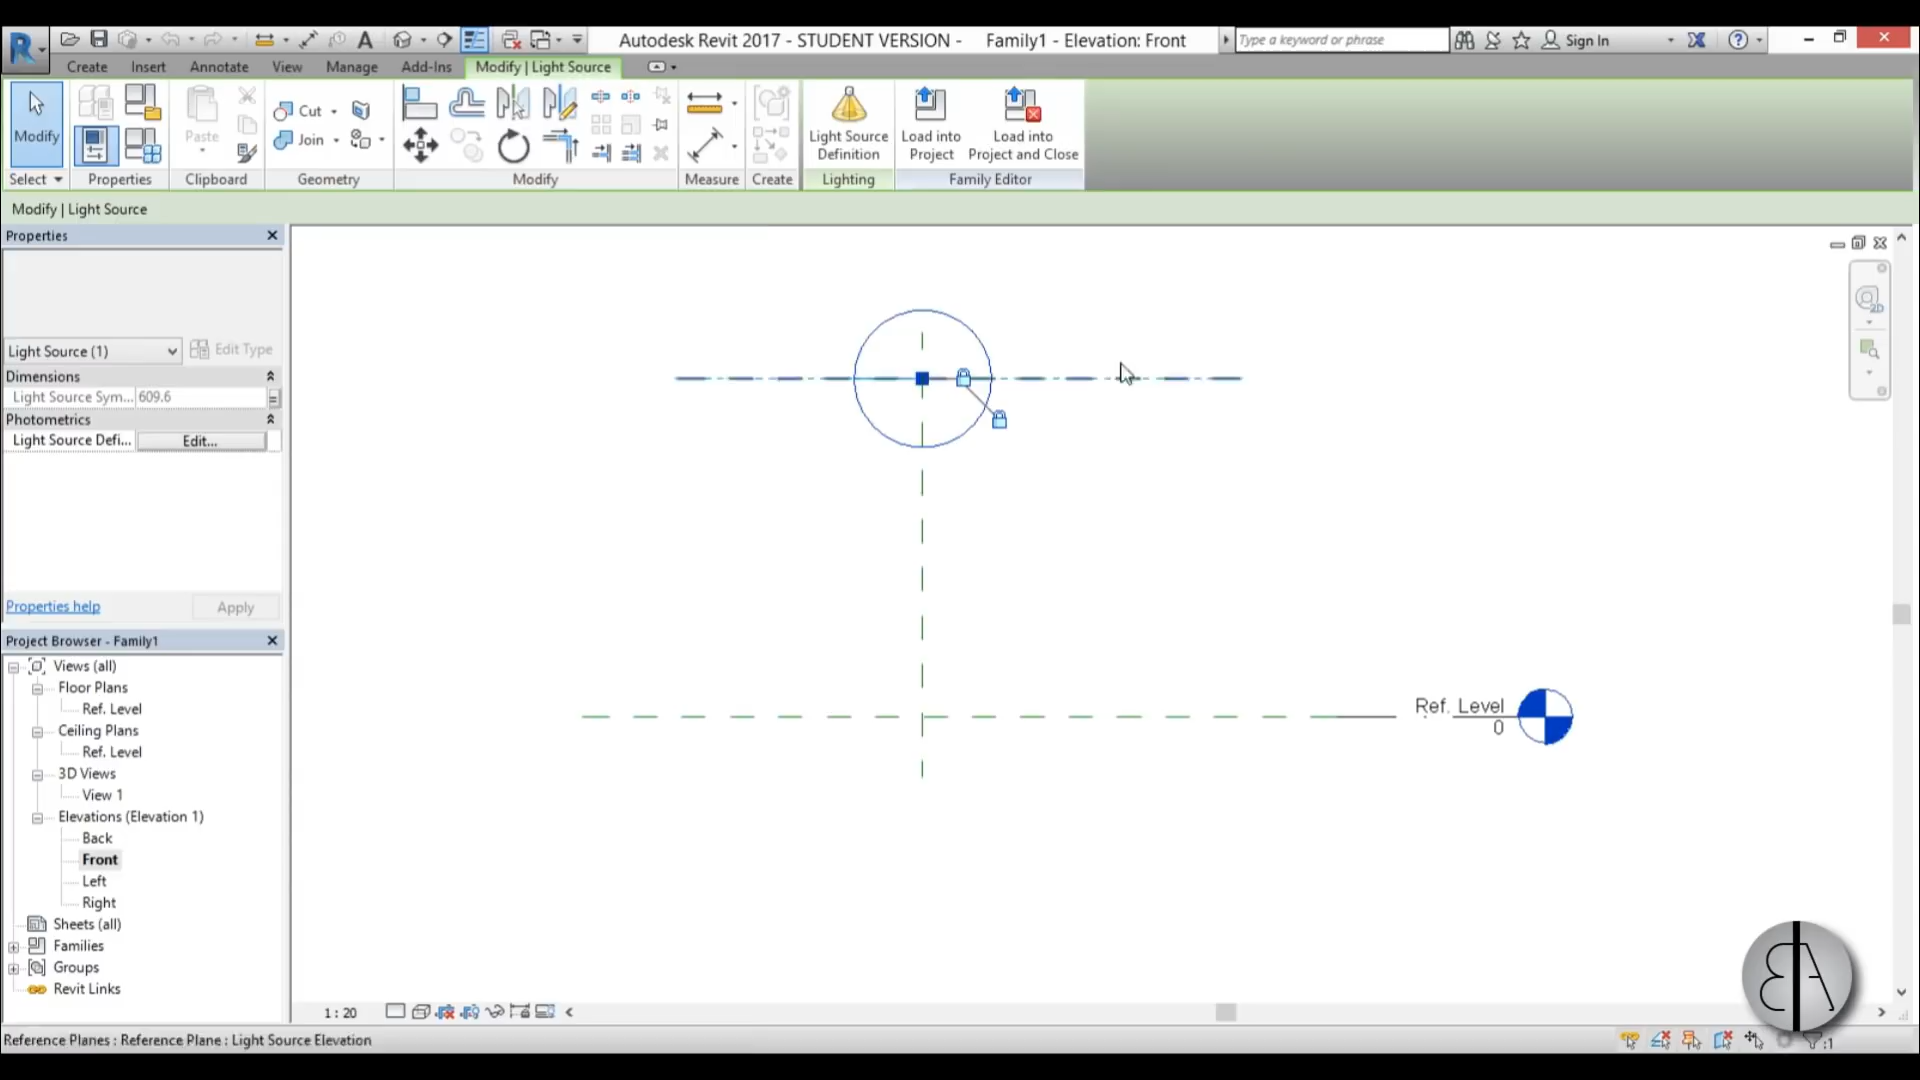 Autodesk Revit 2017 - STUDENT VERSION - Family1 - Elevation: Front
Type a keyword or phrase
Sign In
Create Insert Annotate View Manage Add-Ins Modify | Light Source
Modify
Paste
Cut
Join
Light Source Definition
Load into Project
Load into Project and Close
Select Properties Clipboard Geometry Modify Measure Create Lighting Family Editor
Modify | Light Source
Properties
Light Source (1) Edit Type
Dimensions
Light Source Sym... 609.6
Photometrics
Light Source Defi... Edit...
Properties help Apply
Project Browser - Family1
Views (all)
Floor Plans
Ref. Level
Ceiling Plans
Ref. Level
3D Views
View 1
Elevations (Elevation 1)
Back
Front
Left
Right
Sheets (all)
Families
Groups
Revit Links
Ref. Level
0
1 : 20
Reference Planes : Reference Plane : Light Source Elevation
:1